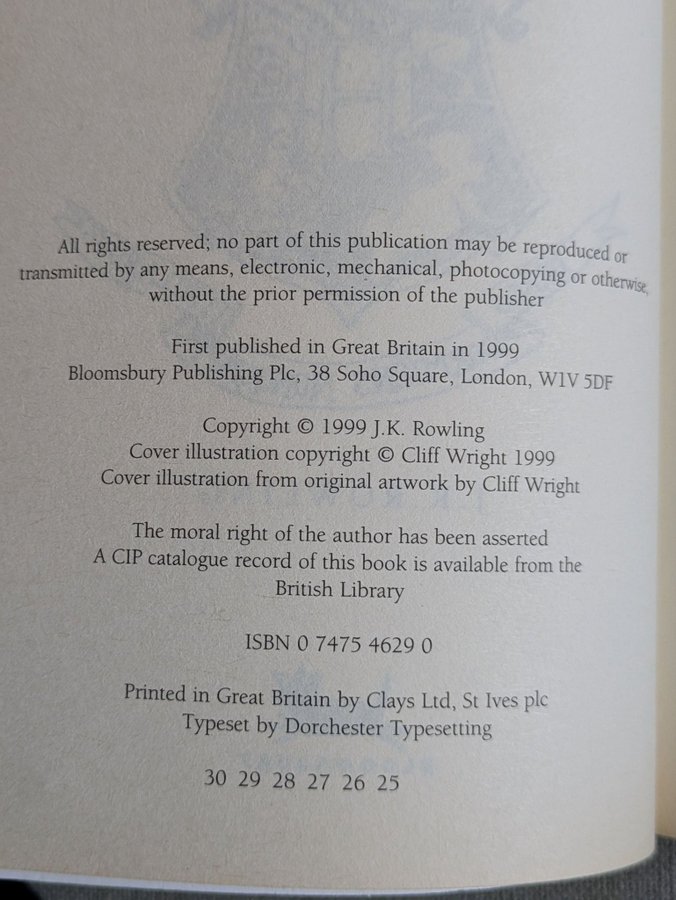 All rights reserved; no part of this publication may be reproduced or
transmitted by any means, electronic, mechanical, photocopying or otherwise,
without the prior permission of the publisher
First published in Great Britain in 1999
Bloomsbury Publishing Plc, 38 Soho Square, London, W1V 5DF
Copyright © 1999 J.K. Rowling
Cover illustration copyright © Cliff Wright 1999
Cover illustration from original artwork by Cliff Wright
The moral right of the author has been asserted
A CIP catalogue record of this book is available from the
British Library
ISBN 0 7475 4629 0
Printed in Great Britain by Clays Ltd, St Ives plc
Typeset by Dorchester Typesetting
30 29 28 27 26 25